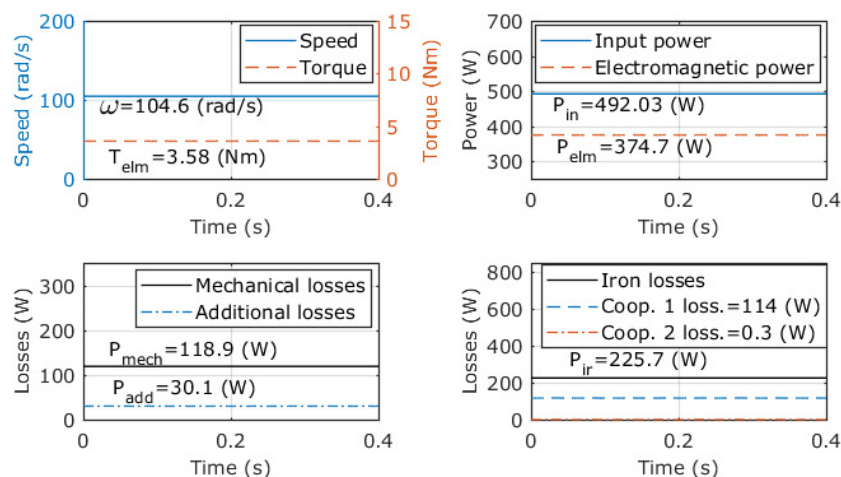 200
150
100
50
0
Speed (rad/s)
15
10
5
0
Torque (Nm)
Speed
Torque
ω=104.6 (rad/s)
T_elm=3.58 (Nm)
0 0.2 0.4
Time (s)
700
600
500
400
300
Power (W)
Input power
Electromagnetic power
P_in=492.03 (W)
P_elm=374.7 (W)
0 0.2 0.4
Time (s)
300
200
100
0
Losses (W)
Mechanical losses
Additional losses
P_mech=118.9 (W)
P_add=30.1 (W)
0 0.2 0.4
Time (s)
800
600
400
200
0
Losses (W)
Iron losses
Coop. 1 loss.=114 (W)
Coop. 2 loss.=0.3 (W)
P_ir=225.7 (W)
0 0.2 0.4
Time (s)